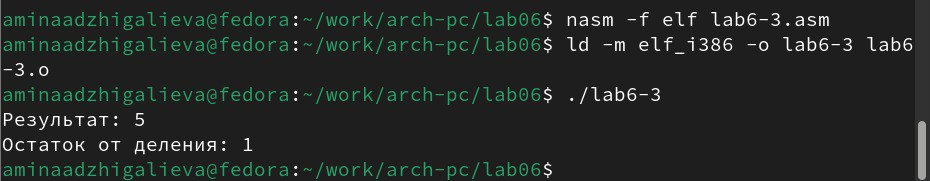 aminaadzhigalieva@fedora:~/work/arch-pc/lab06$ nasm -f elf lab6-3.asm
aminaadzhigalieva@fedora:~/work/arch-pc/lab06$ ld -m elf_i386 -o lab6-3 lab6
-3.o
aminaadzhigalieva@fedora:~/work/arch-pc/lab06$ ./lab6-3
Результат: 5
Остаток от деления: 1
aminaadzhigalieva@fedora:~/work/arch-pc/lab06$